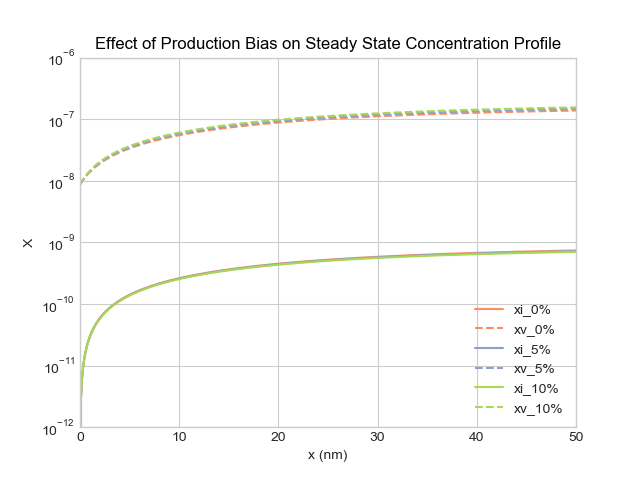 Effect of Production Bias on Steady State Concentration Profile
10⁻⁶
10⁻⁷
10⁻⁸
10⁻⁹
10⁻¹⁰
10⁻¹¹
10⁻¹²
X
xi_0%
xv_0%
xi_5%
xv_5%
xi_10%
xv_10%
0 10 20 30 40 50
x (nm)